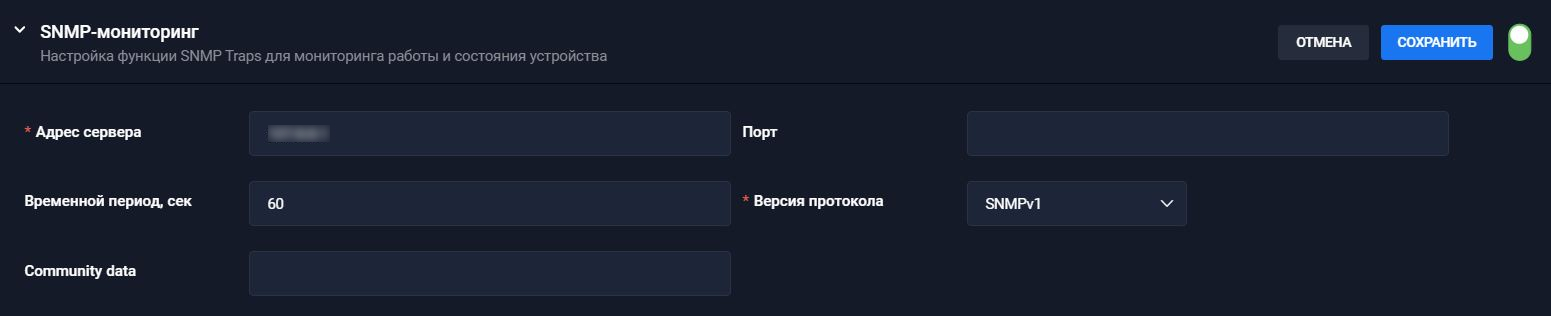 SNMP-мониторинг
Настройка функции SNMP Traps для мониторинга работы и состояния устройства
ОТМЕНА
СОХРАНИТЬ
* Адрес сервера
Порт
Временной период, сек
60
* Версия протокола
SNMPv1
Community data